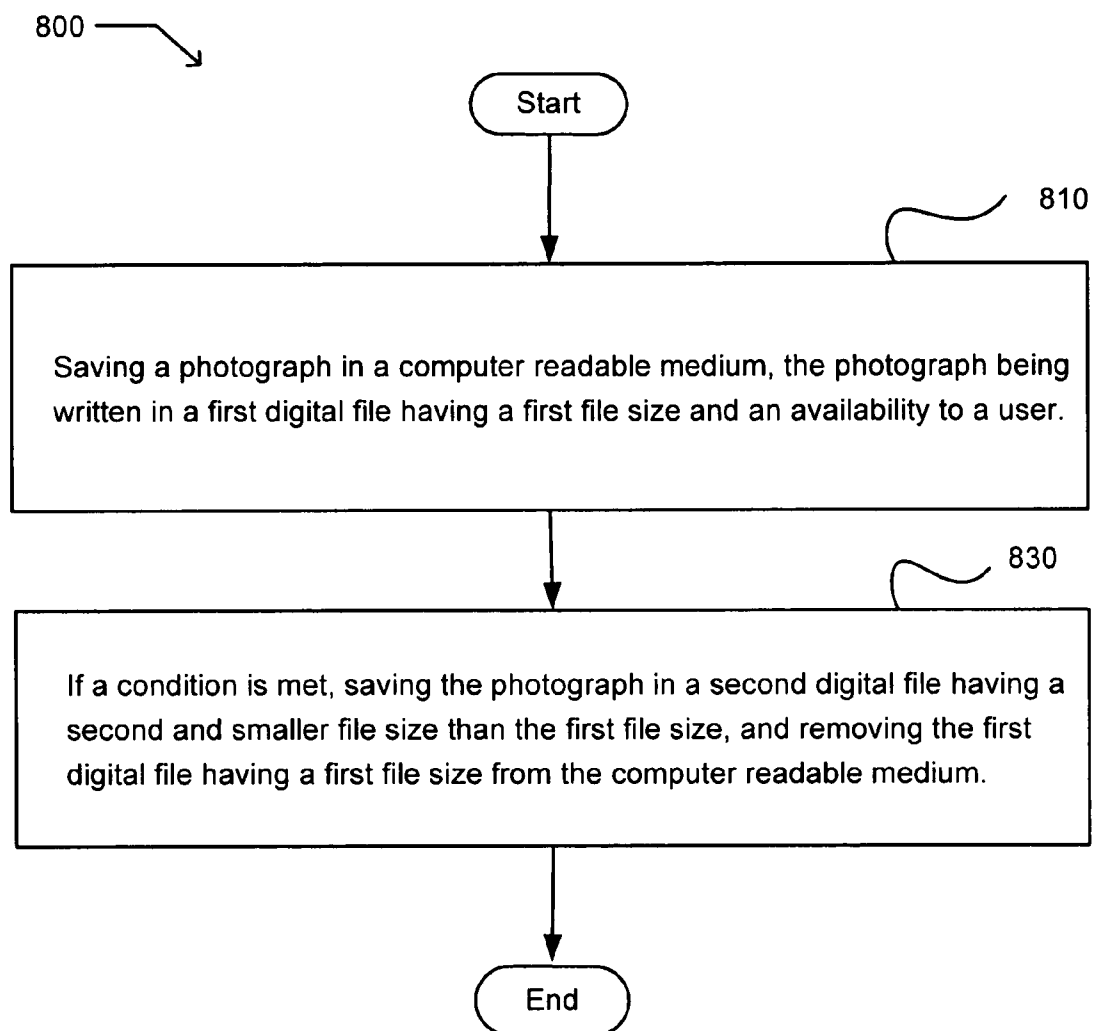 800
Start
810
Saving a photograph in a computer readable medium, the photograph being
written in a first digital file having a first file size and an availability to a user.
830
If a condition is met, saving the photograph in a second digital file having a
second and smaller file size than the first file size, and removing the first
digital file having a first file size from the computer readable medium.
End